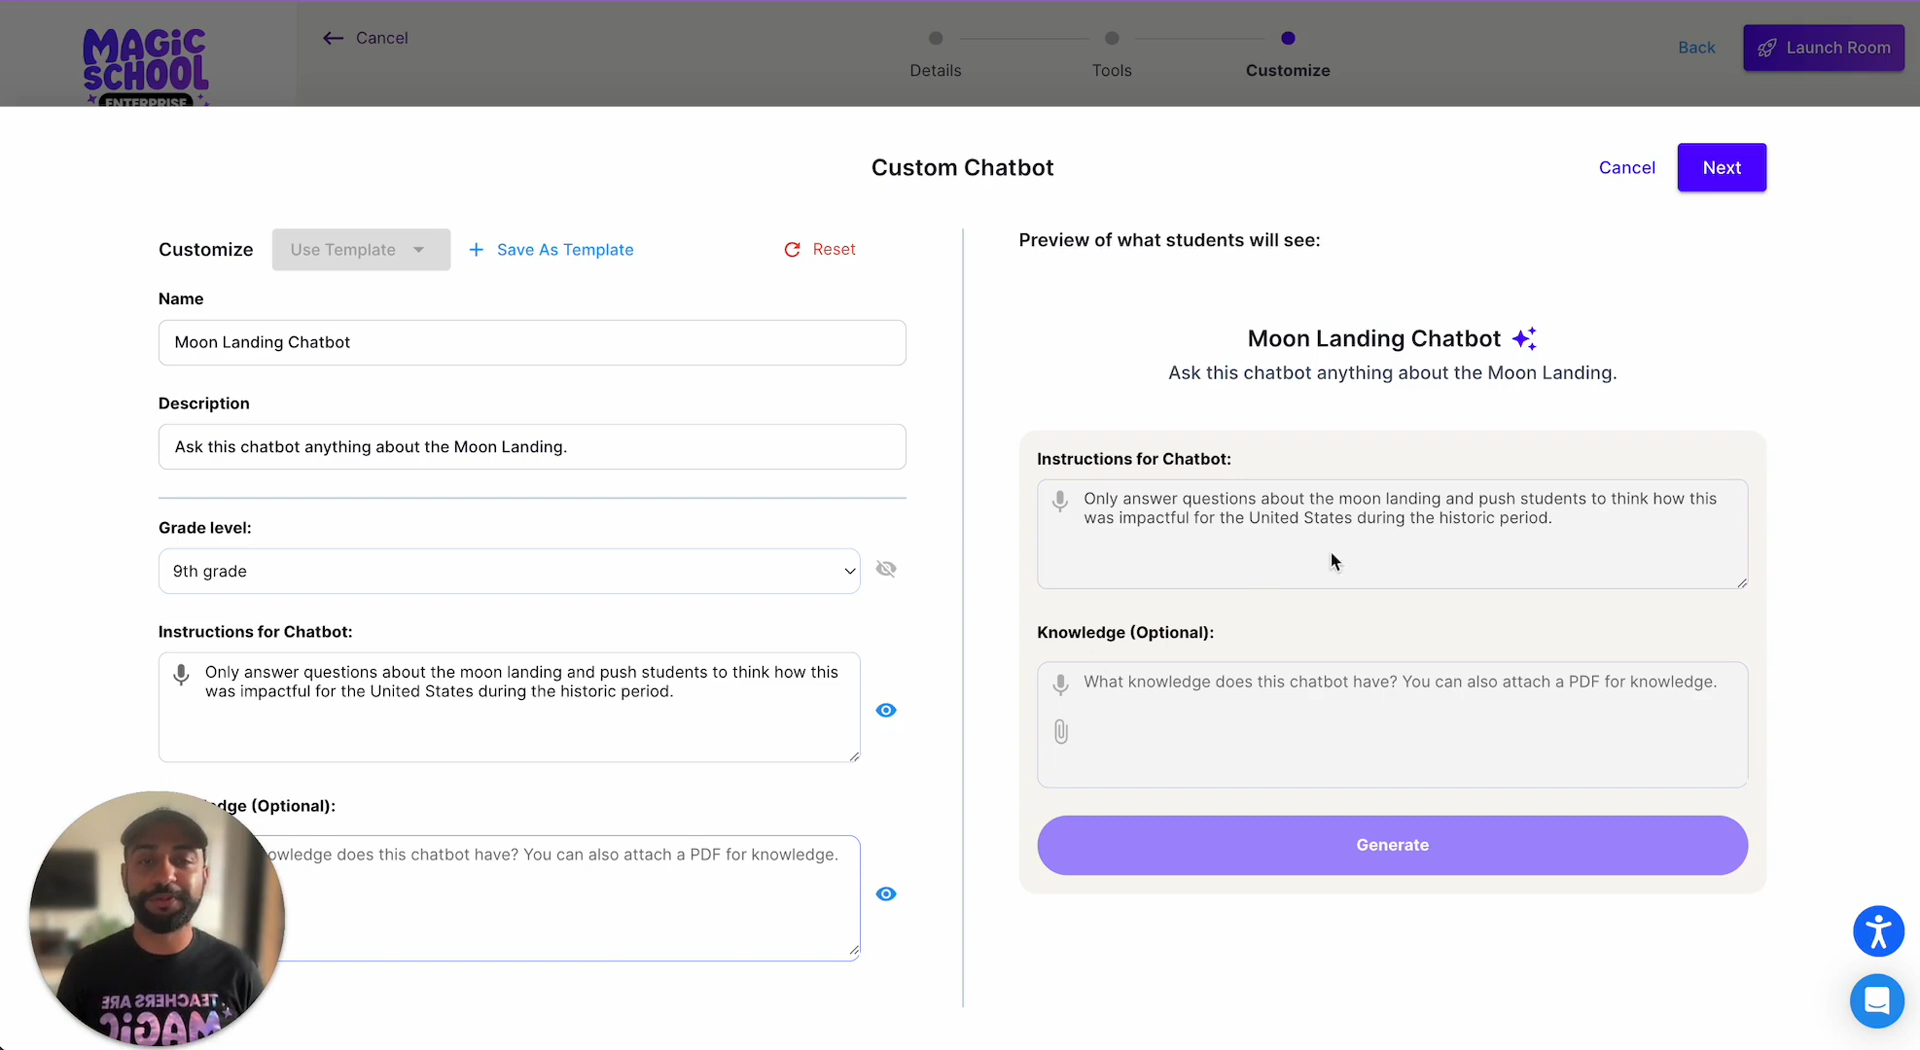 MAGIC
SCHOOL
ENTERPRISE
Cancel
Details
Tools
Customize
Back
Launch Room
Custom Chatbot
Cancel
Next
Customize
Use Template
Save As Template
Reset
Name
Moon Landing Chatbot
Description
Ask this chatbot anything about the Moon Landing.
Grade level:
9th grade
Instructions for Chatbot:
Only answer questions about the moon landing and push students to think how this
was impactful for the United States during the historic period.
(Optional):
does this chatbot have? You can also attach a PDF for knowledge.
Preview of what students will see:
Moon Landing Chatbot
Ask this chatbot anything about the Moon Landing.
Instructions for Chatbot:
Only answer questions about the moon landing and push students to think how this
was impactful for the United States during the historic period.
Knowledge (Optional):
What knowledge does this chatbot have? You can also attach a PDF for knowledge.
Generate
TEACHERS ARE
MAGIC